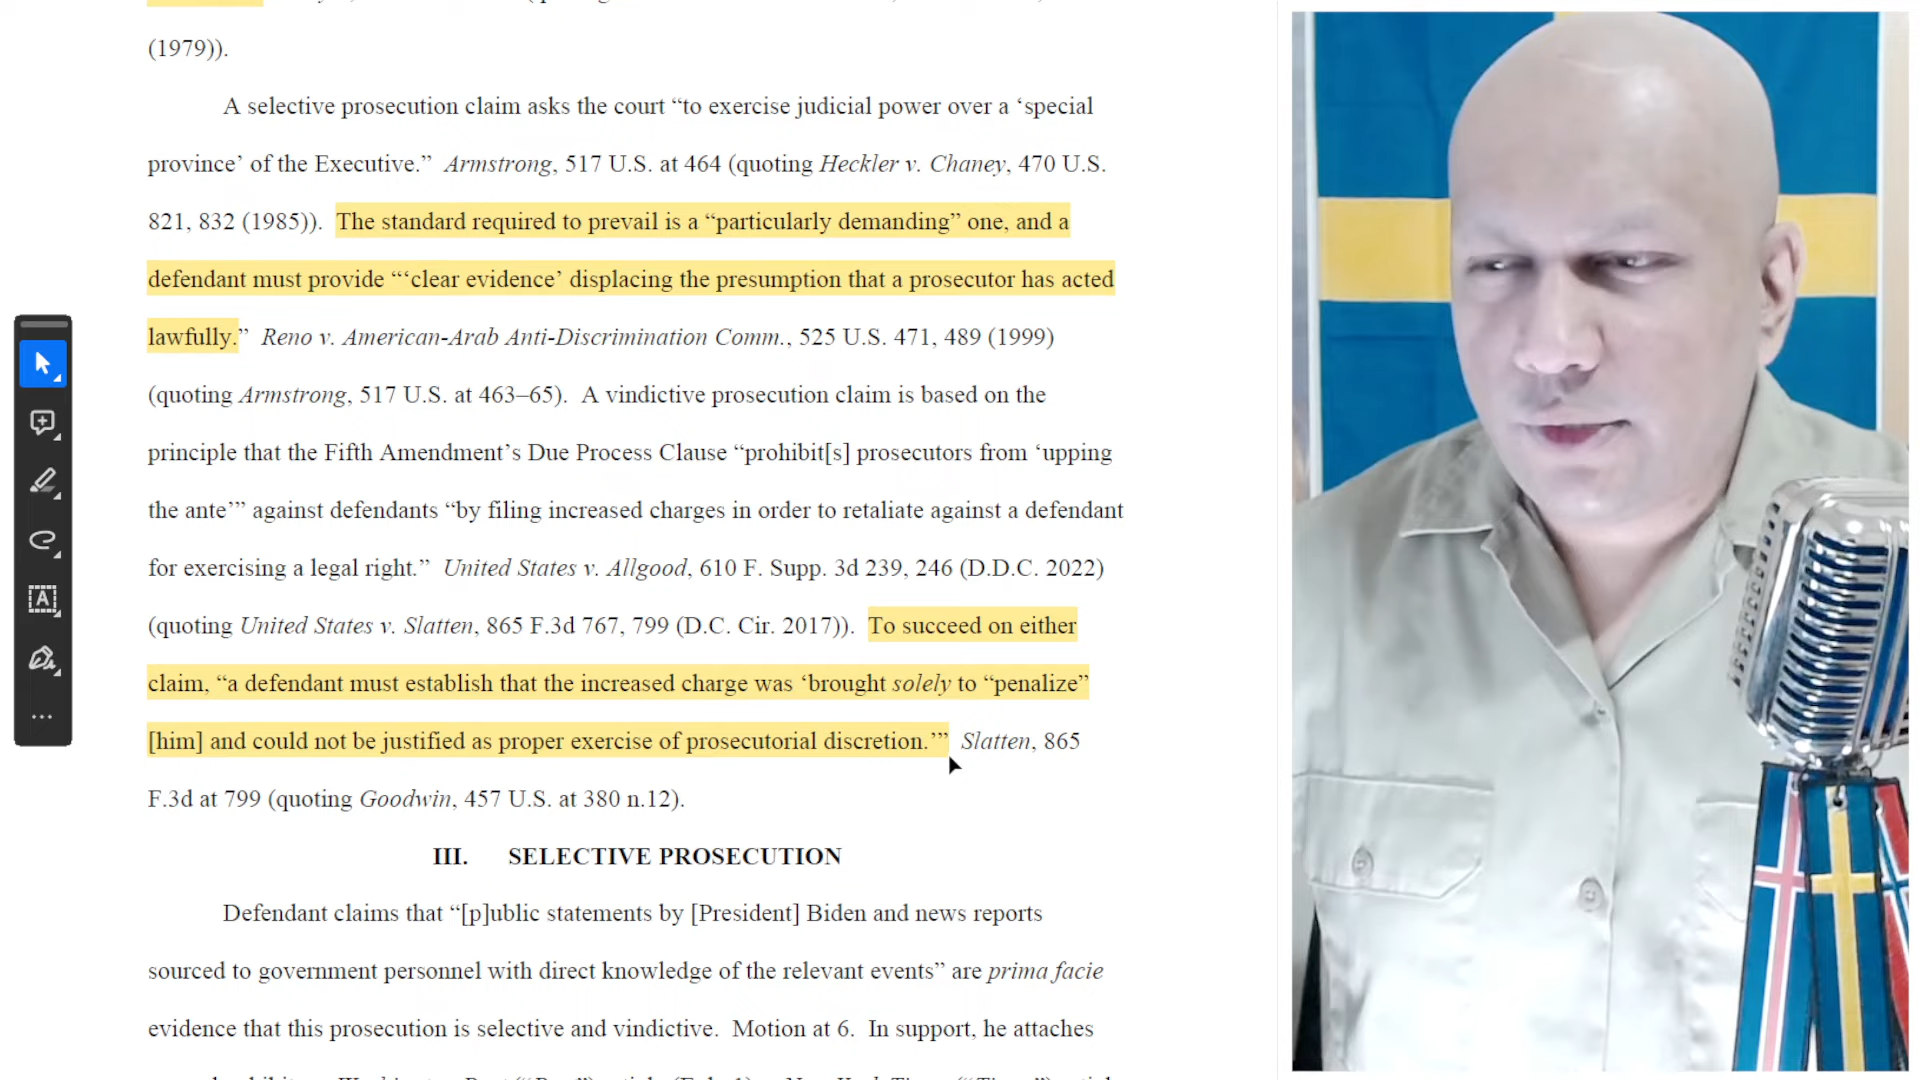 (1979)).
A selective prosecution claim asks the court “to exercise judicial power over a ‘special
province’ of the Executive.” Armstrong, 517 U.S. at 464 (quoting Heckler v. Chaney, 470 U.S.
821, 832 (1985)). The standard required to prevail is a “particularly demanding” one, and a
defendant must provide “‘clear evidence’ displacing the presumption that a prosecutor has acted
lawfully.” Reno v. American-Arab Anti-Discrimination Comm., 525 U.S. 471, 489 (1999)
(quoting Armstrong, 517 U.S. at 463–65). A vindictive prosecution claim is based on the
principle that the Fifth Amendment’s Due Process Clause “prohibit[s] prosecutors from ‘upping
the ante’” against defendants “by filing increased charges in order to retaliate against a defendant
for exercising a legal right.” United States v. Allgood, 610 F. Supp. 3d 239, 246 (D.D.C. 2022)
(quoting United States v. Slatten, 865 F.3d 767, 799 (D.C. Cir. 2017)). To succeed on either
claim, “a defendant must establish that the increased charge was ‘brought solely to “penalize”
[him] and could not be justified as proper exercise of prosecutorial discretion.’” Slatten, 865
F.3d at 799 (quoting Goodwin, 457 U.S. at 380 n.12).
III. SELECTIVE PROSECUTION
Defendant claims that “[p]ublic statements by [President] Biden and news reports
sourced to government personnel with direct knowledge of the relevant events” are prima facie
evidence that this prosecution is selective and vindictive. Motion at 6. In support, he attaches